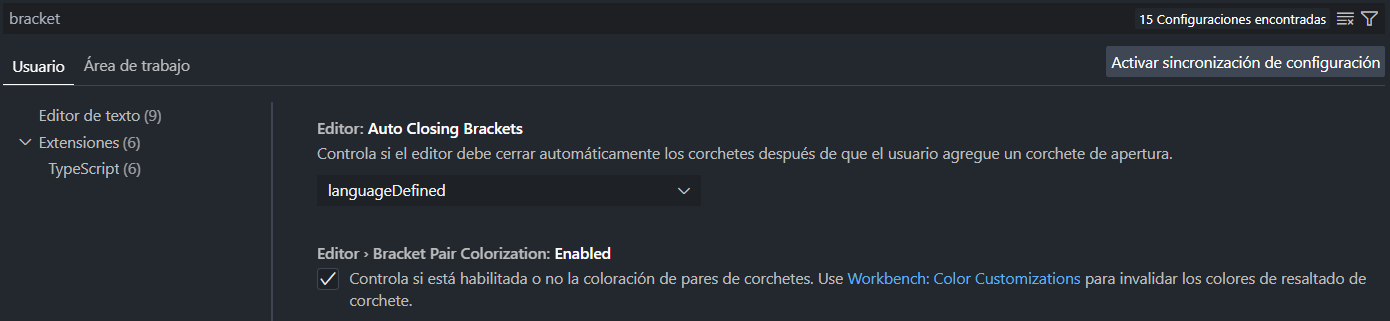 bracket
15 Configuraciones encontradas
Usuario
Área de trabajo
Activar sincronización de configuración
Editor de texto (9)
Extensiones (6)
TypeScript (6)
Editor: Auto Closing Brackets
Controla si el editor debe cerrar automáticamente los corchetes después de que el usuario agregue un corchete de apertura.
languageDefined
Editor › Bracket Pair Colorization: Enabled
Controla si está habilitada o no la coloración de pares de corchetes. Use Workbench: Color Customizations para invalidar los colores de resaltado de
corchete.